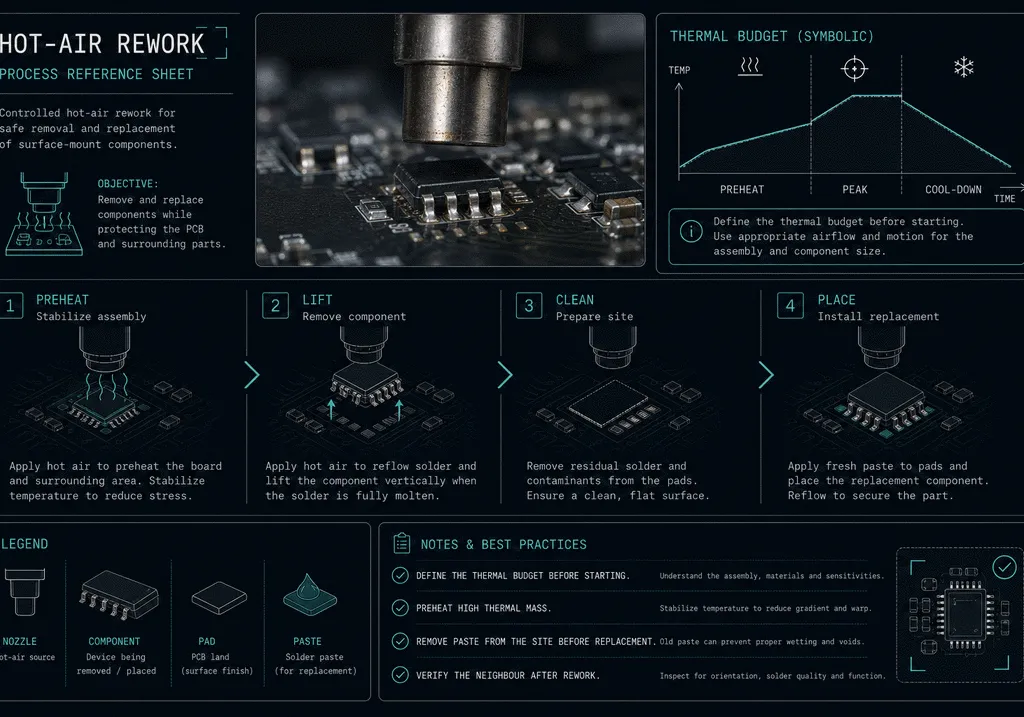 HOT-AIR REWORK
PROCESS REFERENCE SHEET
Controlled hot-air rework for
safe removal and replacement
of surface-mount components.
OBJECTIVE:
Remove and replace
components while
protecting the PCB
and surrounding parts.
THERMAL BUDGET (SYMBOLIC)
TEMP
PREHEAT
PEAK
COOL-DOWN
TIME
Define the thermal budget before starting.
Use appropriate airflow and motion for the
assembly and component size.
1
PREHEAT
Stabilize assembly
Apply hot air to preheat the board
and surrounding area. Stabilize
temperature to reduce stress.
2
LIFT
Remove component
Apply hot air to reflow solder and
lift the component vertically when
the solder is fully molten.
3
CLEAN
Prepare site
Remove residual solder and
contaminants from the pads.
Ensure a clean, flat surface.
4
PLACE
Install replacement
Apply fresh paste to pads and
place the replacement component.
Reflow to secure the part.
LEGEND
NOZZLE
ot-air source
COMPONENT
Device being
removed / placed
PAD
PCB land
(surface finish)
PASTE
Solder paste
(for replacement)
NOTES & BEST PRACTICES
DEFINE THE THERMAL BUDGET BEFORE STARTING.
Understand the assembly, materials and sensitivities.
PREHEAT HIGH THERMAL MASS.
Stabilize temperature to reduce gradient and warp.
REMOVE PASTE FROM THE SITE BEFORE REPLACEMENT.
Old paste can prevent proper wetting and voids.
VERIFY THE NEIGHBOUR AFTER REWORK.
Inspect for orientation, solder quality and function.